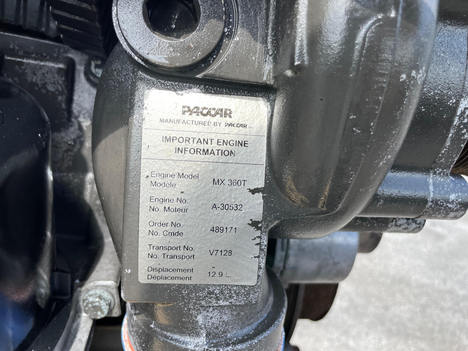 PACCAR
MANUFACTURED BY PACCAR
IMPORTANT ENGINE
INFORMATION
Engine Model MX 360T
Modele
Engine No. A-30532
No. Moteur
Order No. 489171
No. Cmde
Transport No. V7128
No. Transport
Displacement 12.9
Déplacement